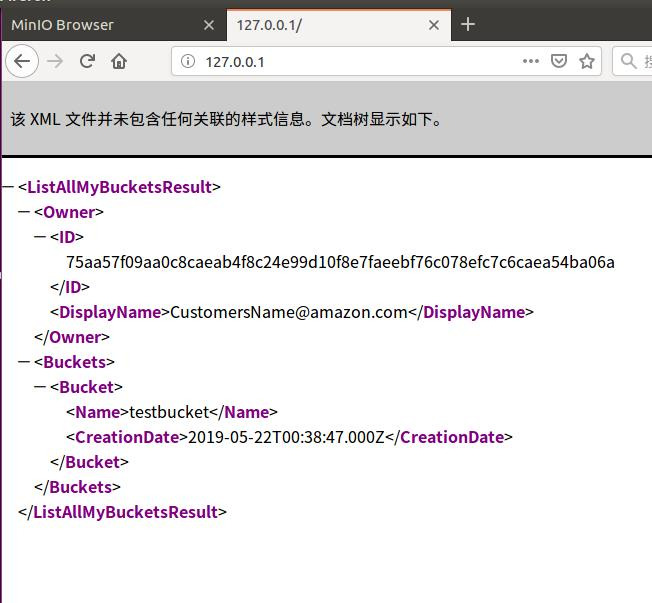 MinIO Browser
127.0.0.1/
127.0.0.1
该 XML 文件并未包含任何关联的样式信息。文档树显示如下。
—<ListAllMyBucketsResult>
—<Owner>
—<ID>
75aa57f09aa0c8caeab4f8c24e99d10f8e7faeebf76c078efc7c6caea54ba06a
</ID>
<DisplayName>CustomersName@amazon.com</DisplayName>
</Owner>
—<Buckets>
—<Bucket>
<Name>testbucket</Name>
<CreationDate>2019-05-22T00:38:47.000Z</CreationDate>
</Bucket>
</Buckets>
</ListAllMyBucketsResult>